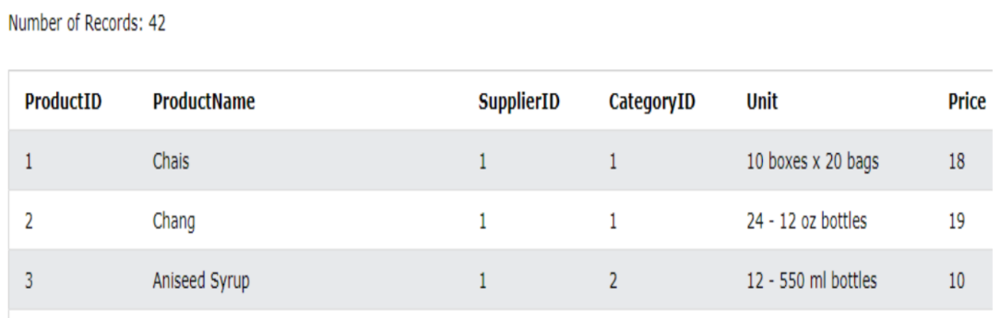 Number of Records: 42
ProductID ProductName SupplierID CategoryID Unit Price
1 Chais 1 1 10 boxes x 20 bags 18
2 Chang 1 1 24 - 12 oz bottles 19
3 Aniseed Syrup 1 2 12 - 550 ml bottles 10